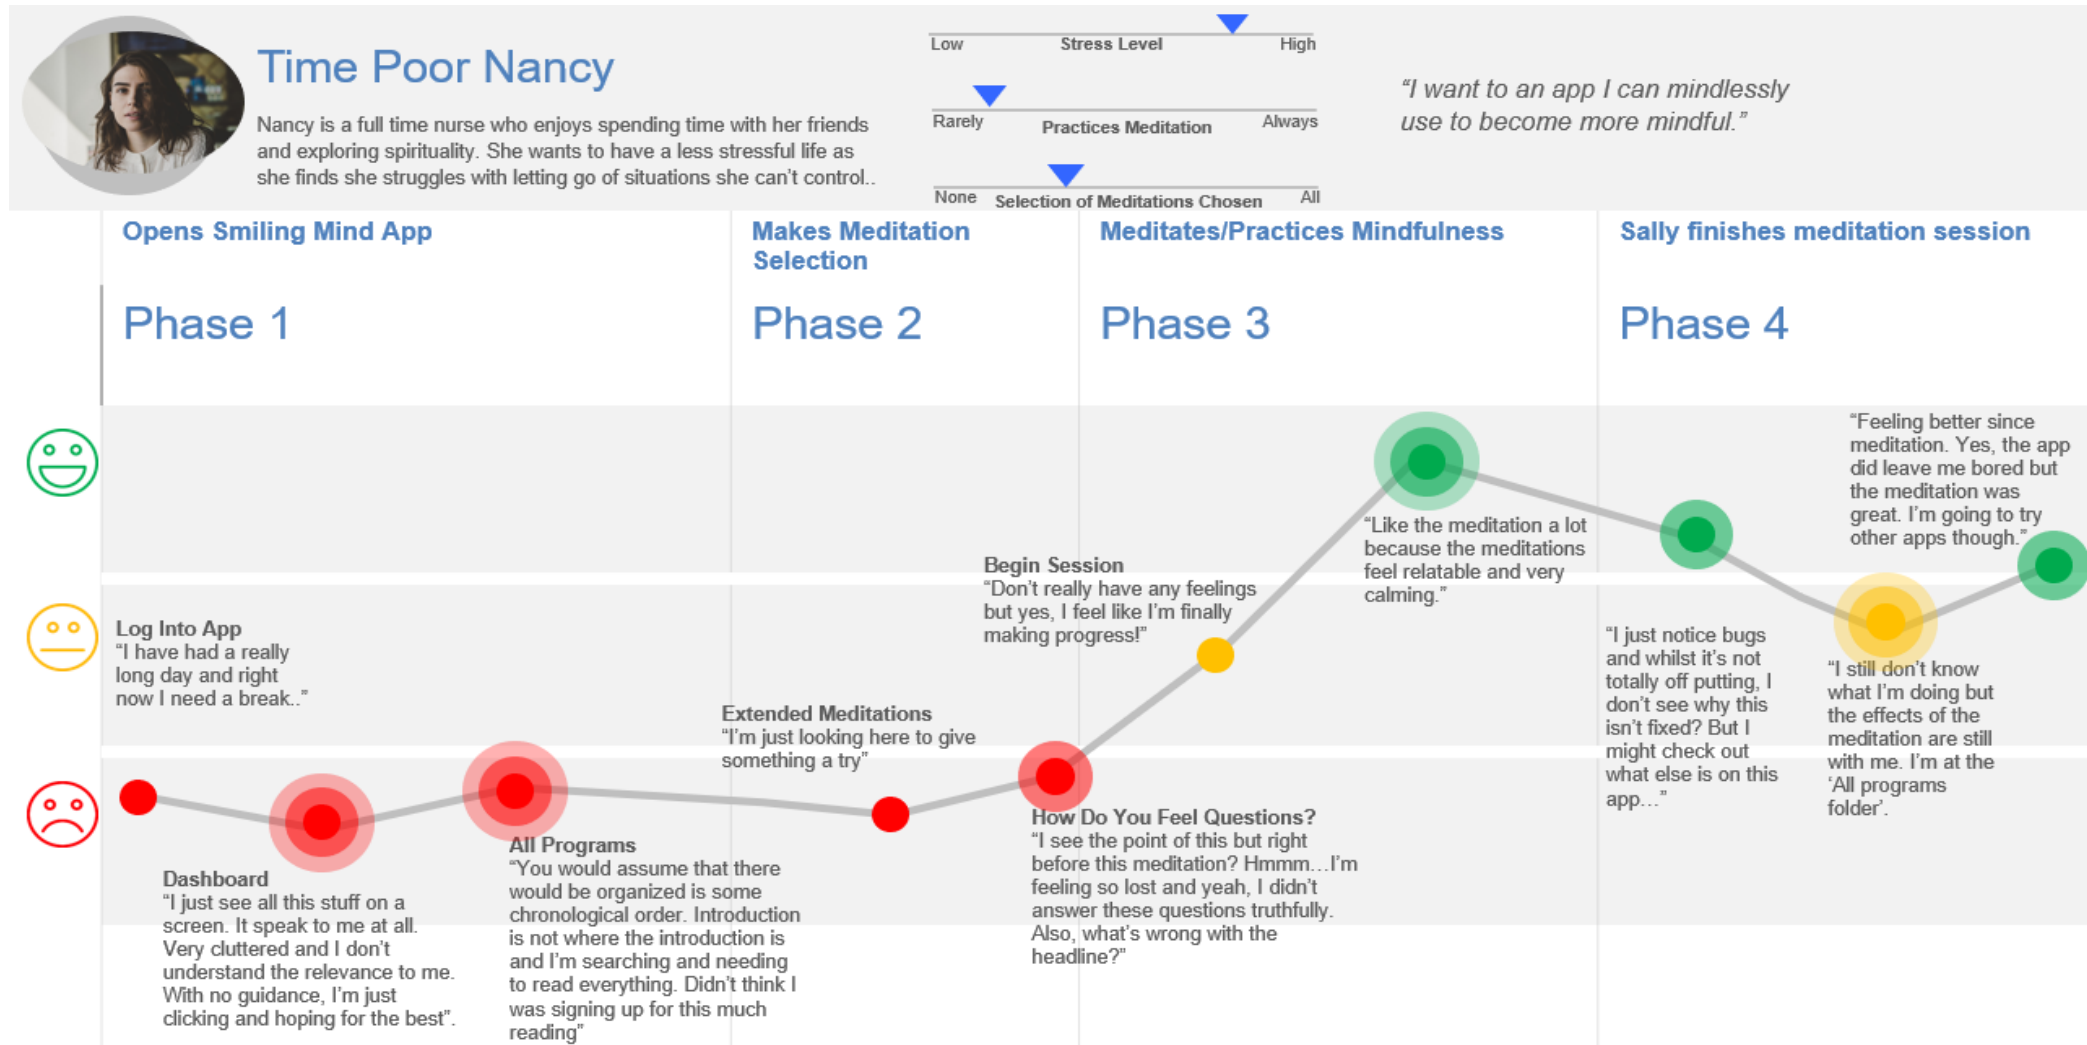 Time Poor Nancy
Nancy is a full time nurse who enjoys spending time with her friends
and exploring spirituality. She wants to have a less stressful life as
she finds she struggles with letting go of situations she can't control..
Low Stress Level High
Rarely Practices Meditation Always
None Selection of Meditations Chosen All
“I want to an app I can mindlessly
use to become more mindful.”
Opens Smiling Mind App
Phase 1
Makes Meditation
Selection
Phase 2
Meditates/Practices Mindfulness
Phase 3
Sally finishes meditation session
Phase 4
Log Into App
“I have had a really
long day and right
now I need a break..”
Dashboard
“I just see all this stuff on a
screen. It speak to me at all.
Very cluttered and I don't
understand the relevance to me.
With no guidance, I'm just
clicking and hoping for the best”.
All Programs
“You would assume that there
would be organized is some
chronological order. Introduction
is not where the introduction is
and I'm searching and needing
to read everything. Didn't think I
was signing up for this much
reading”
Extended Meditations
“I'm just looking here to give
something a try”
How Do You Feel Questions?
“I see the point of this but right
before this meditation? Hmmm…I'm
feeling so lost and yeah, I didn't
answer these questions truthfully.
Also, what's wrong with the
headline?”
Begin Session
“Don't really have any feelings
but yes, I feel like I'm finally
making progress!”
“Like the meditation a lot
because the meditations
feel relatable and very
calming.”
“I just notice bugs
and whilst it's not
totally off putting, I
don't see why this
isn't fixed? But I
might check out
what else is on this
app…”
“I still don't know
what I'm doing but
the effects of the
meditation are still
with me. I'm at the
‘All programs
folder’.
“Feeling better since
meditation. Yes, the app
did leave me bored but
the meditation was
great. I'm going to try
other apps though.”